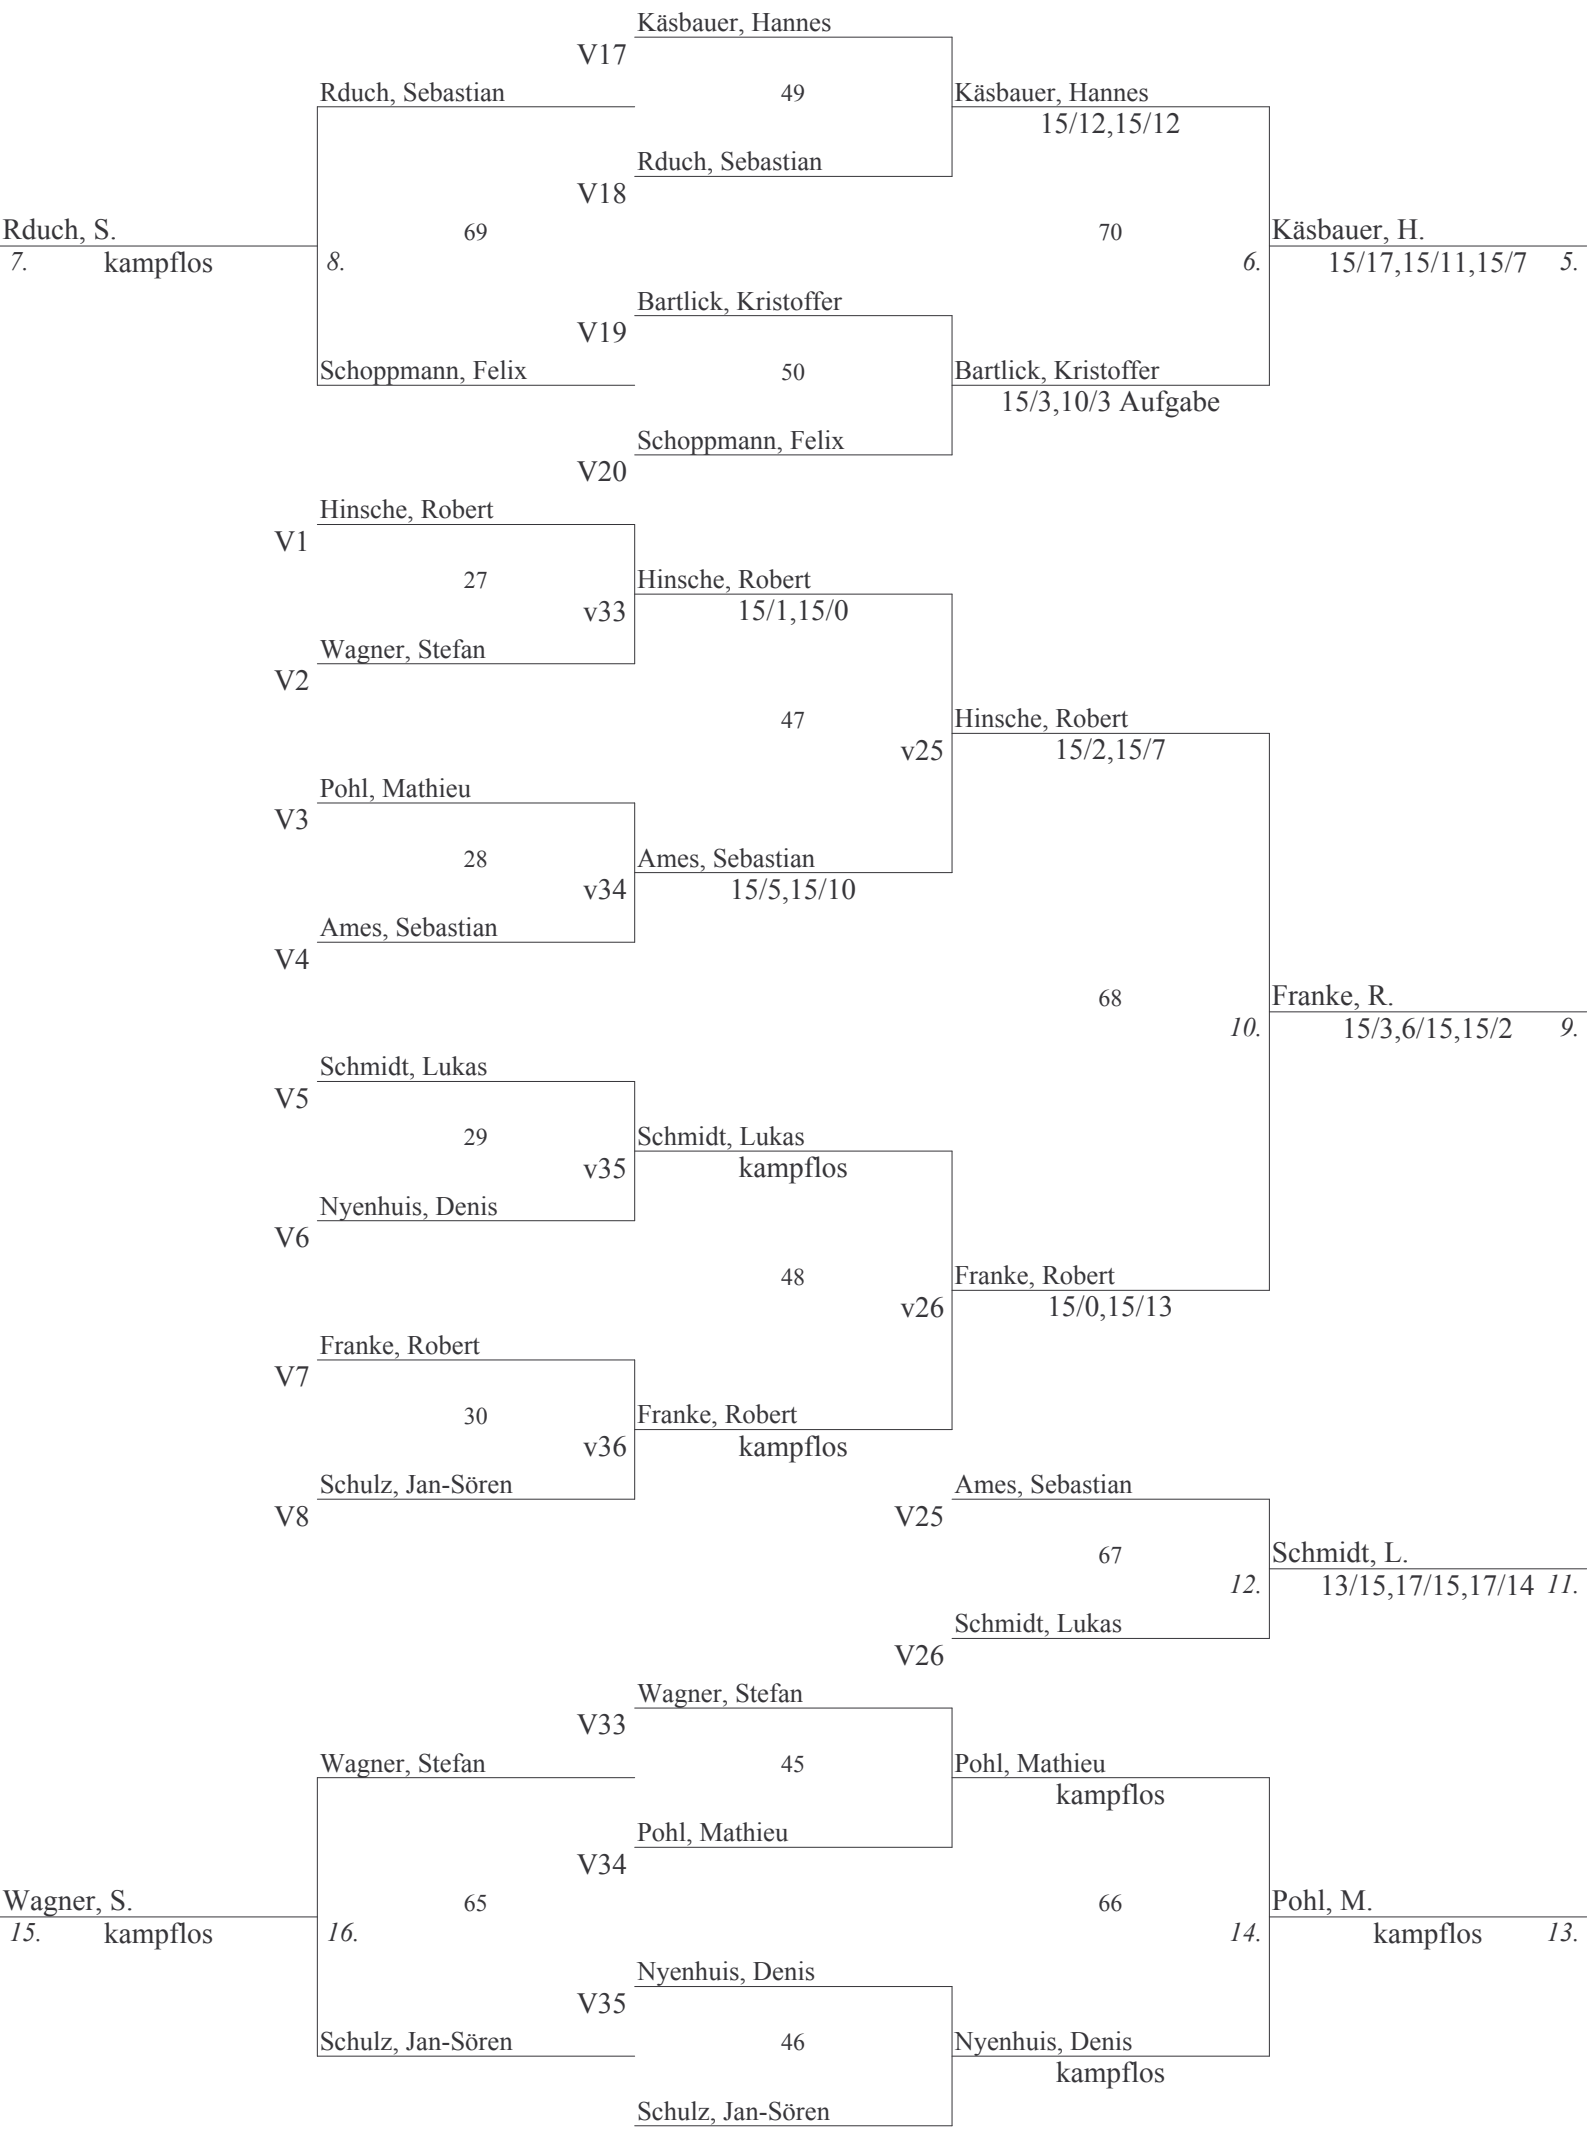 Käsbauer, Hannes
V17
Rduch, Sebastian
49
Käsbauer, Hannes
15/12,15/12
Rduch, Sebastian
V18
Rduch, S.
69
70
Käsbauer, H.
7. kampflos
8.
6.
15/17,15/11,15/7 5.
Bartlick, Kristoffer
V19
Schoppmann, Felix
50
Bartlick, Kristoffer
15/3,10/3 Aufgabe
Schoppmann, Felix
V20
Hinsche, Robert
V1
27
Hinsche, Robert
v33
15/1,15/0
Wagner, Stefan
V2
47
Hinsche, Robert
v25
15/2,15/7
Pohl, Mathieu
V3
28
Ames, Sebastian
v34
15/5,15/10
Ames, Sebastian
V4
68
Franke, R.
10.
15/3,6/15,15/2 9.
Schmidt, Lukas
V5
29
Schmidt, Lukas
v35
kampflos
Nyenhuis, Denis
V6
48
Franke, Robert
v26
15/0,15/13
Franke, Robert
V7
30
Franke, Robert
v36
kampflos
Schulz, Jan-Sören
V8
Ames, Sebastian
V25
67
Schmidt, L.
12.
13/15,17/15,17/14 11.
Schmidt, Lukas
V26
Wagner, Stefan
V33
Wagner, Stefan
45
Pohl, Mathieu
kampflos
Pohl, Mathieu
V34
Wagner, S.
65
66
Pohl, M.
15. kampflos
16.
14.
kampflos 13.
Nyenhuis, Denis
V35
Schulz, Jan-Sören
46
Nyenhuis, Denis
kampflos
Schulz, Jan-Sören